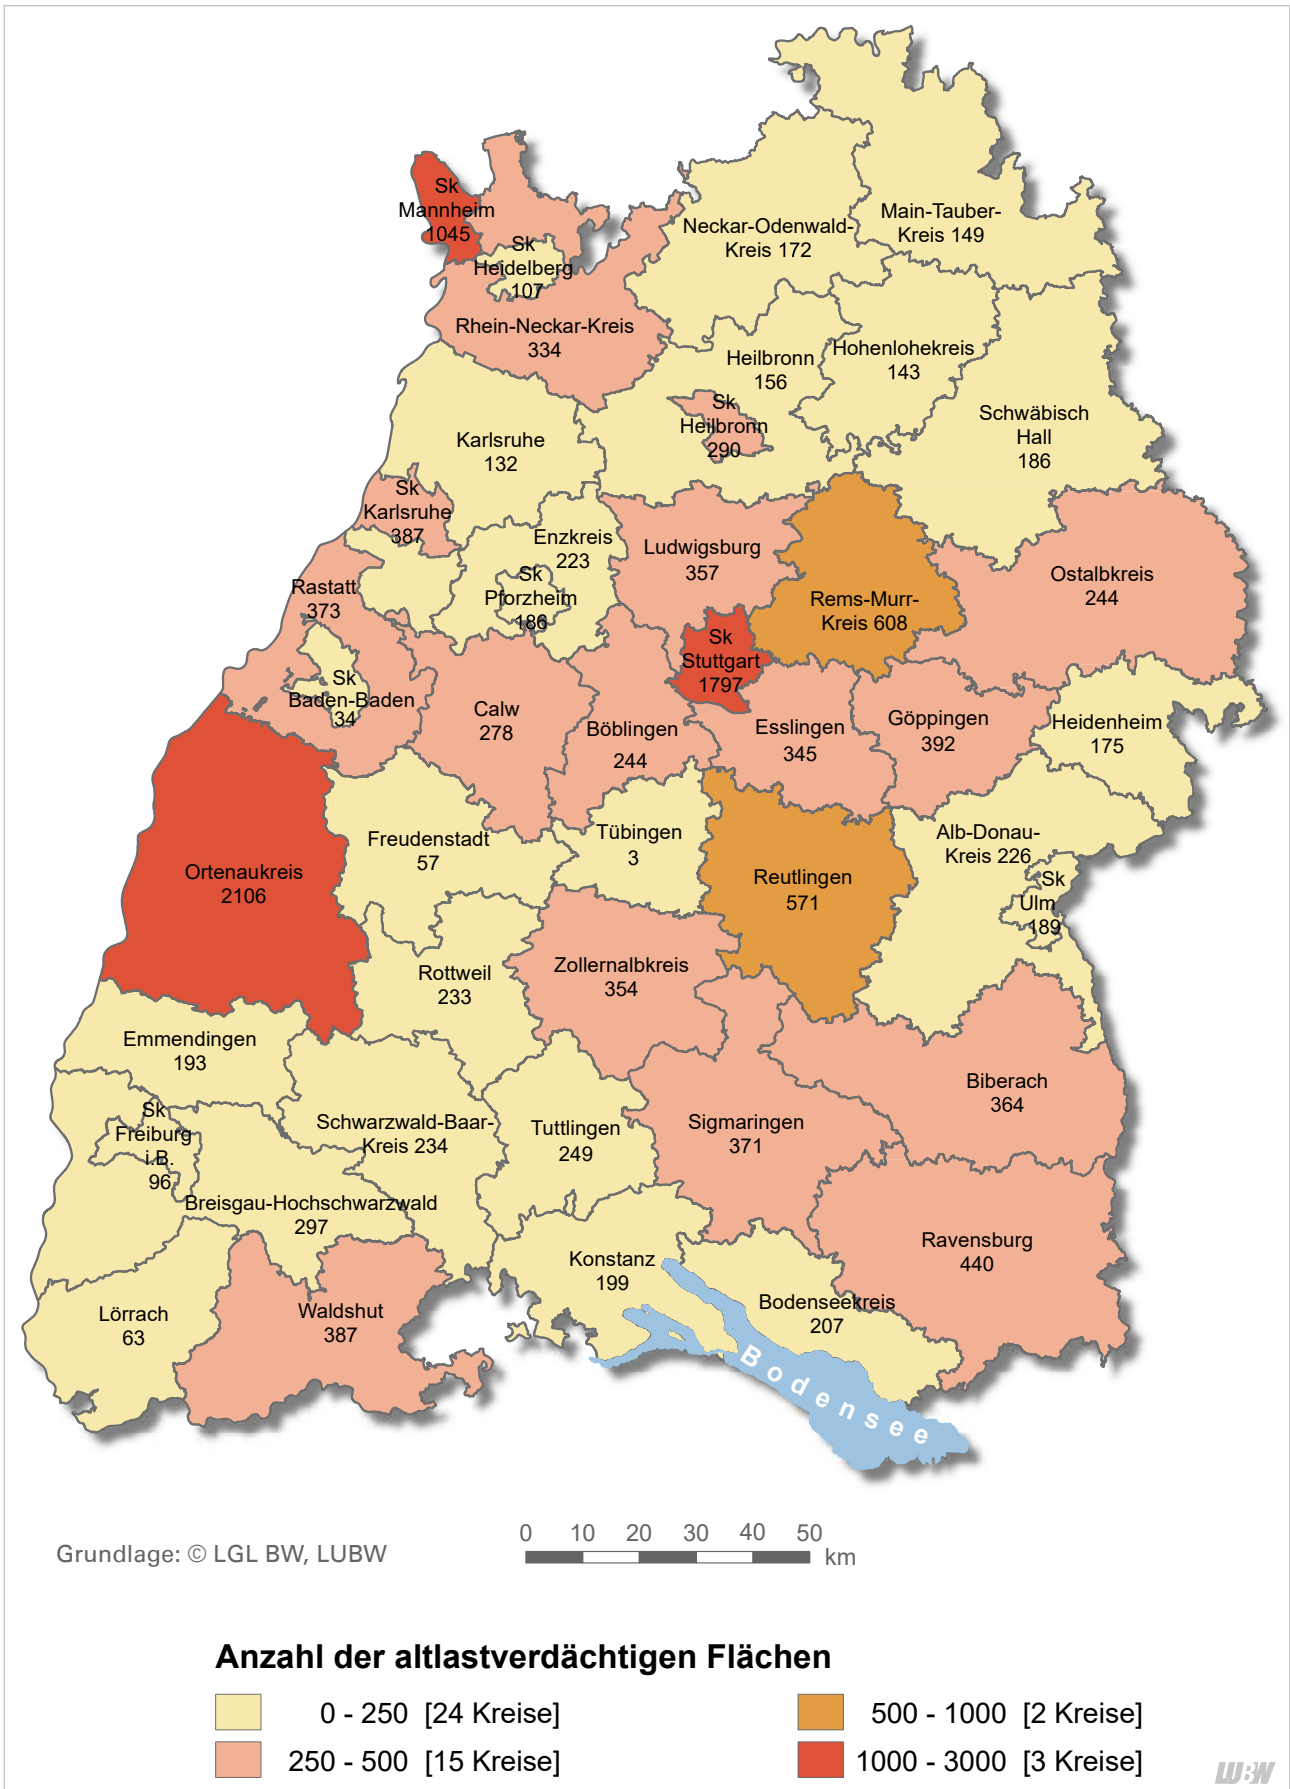 Sk
Mannheim
1045
Sk
Heidelberg
107
Rhein-Neckar-Kreis
334
Neckar-Odenwald-
Kreis 172
Main-Tauber-
Kreis 149
Heilbronn
156
Hohenlohekreis
143
Sk
Heilbronn
290
Schwäbisch
Hall
186
Karlsruhe
132
Sk
Karlsruhe
387
Enzkreis
223
Sk
Pforzheim
186
Ludwigsburg
357
Rems-Murr-
Kreis 608
Ostalbkreis
244
Rastatt
373
Sk
Baden-Baden
34
Sk
Stuttgart
1797
Calw
278
Böblingen
244
Esslingen
345
Göppingen
392
Heidenheim
175
Ortenaukreis
2106
Freudenstadt
57
Tübingen
3
Reutlingen
571
Alb-Donau-
Kreis 226
Sk
Ulm
189
Rottweil
233
Zollernalbkreis
354
Emmendingen
193
Sk
Freiburg
i.B.
96
Schwarzwald-Baar-
Kreis 234
Tuttlingen
249
Sigmaringen
371
Biberach
364
Breisgau-Hochschwarzwald
297
Ravensburg
440
Konstanz
199
Bodenseekreis
207
Lörrach
63
Waldshut
387
Bodensee
0 10 20 30 40 50
km
Grundlage: © LGL BW, LUBW
Anzahl der altlastverdächtigen Flächen
0 - 250 [24 Kreise]
250 - 500 [15 Kreise]
500 - 1000 [2 Kreise]
1000 - 3000 [3 Kreise]
LUBW